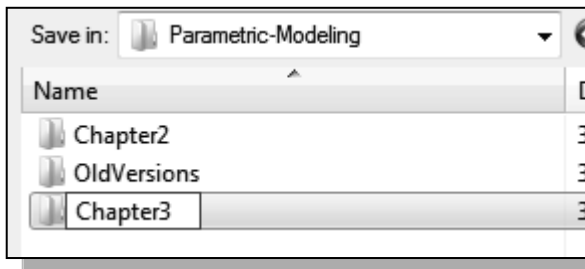 Save in: Parametric-Modeling
Name
Chapter2
OldVersions
Chapter3